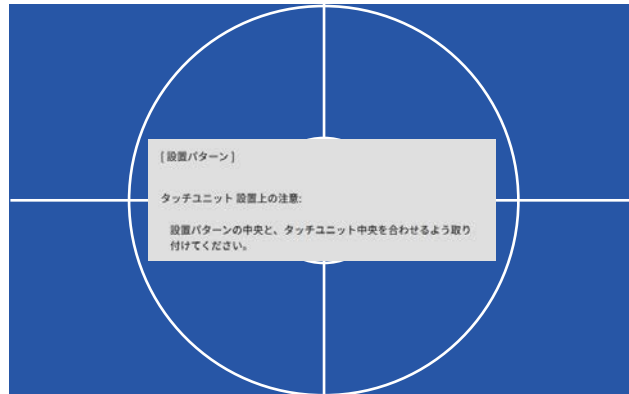 [ 設置パターン ]
タッチユニット 設置上の注意:
設置パターンの中央と、タッチユニット中央を合わせるよう取り
付けてください。